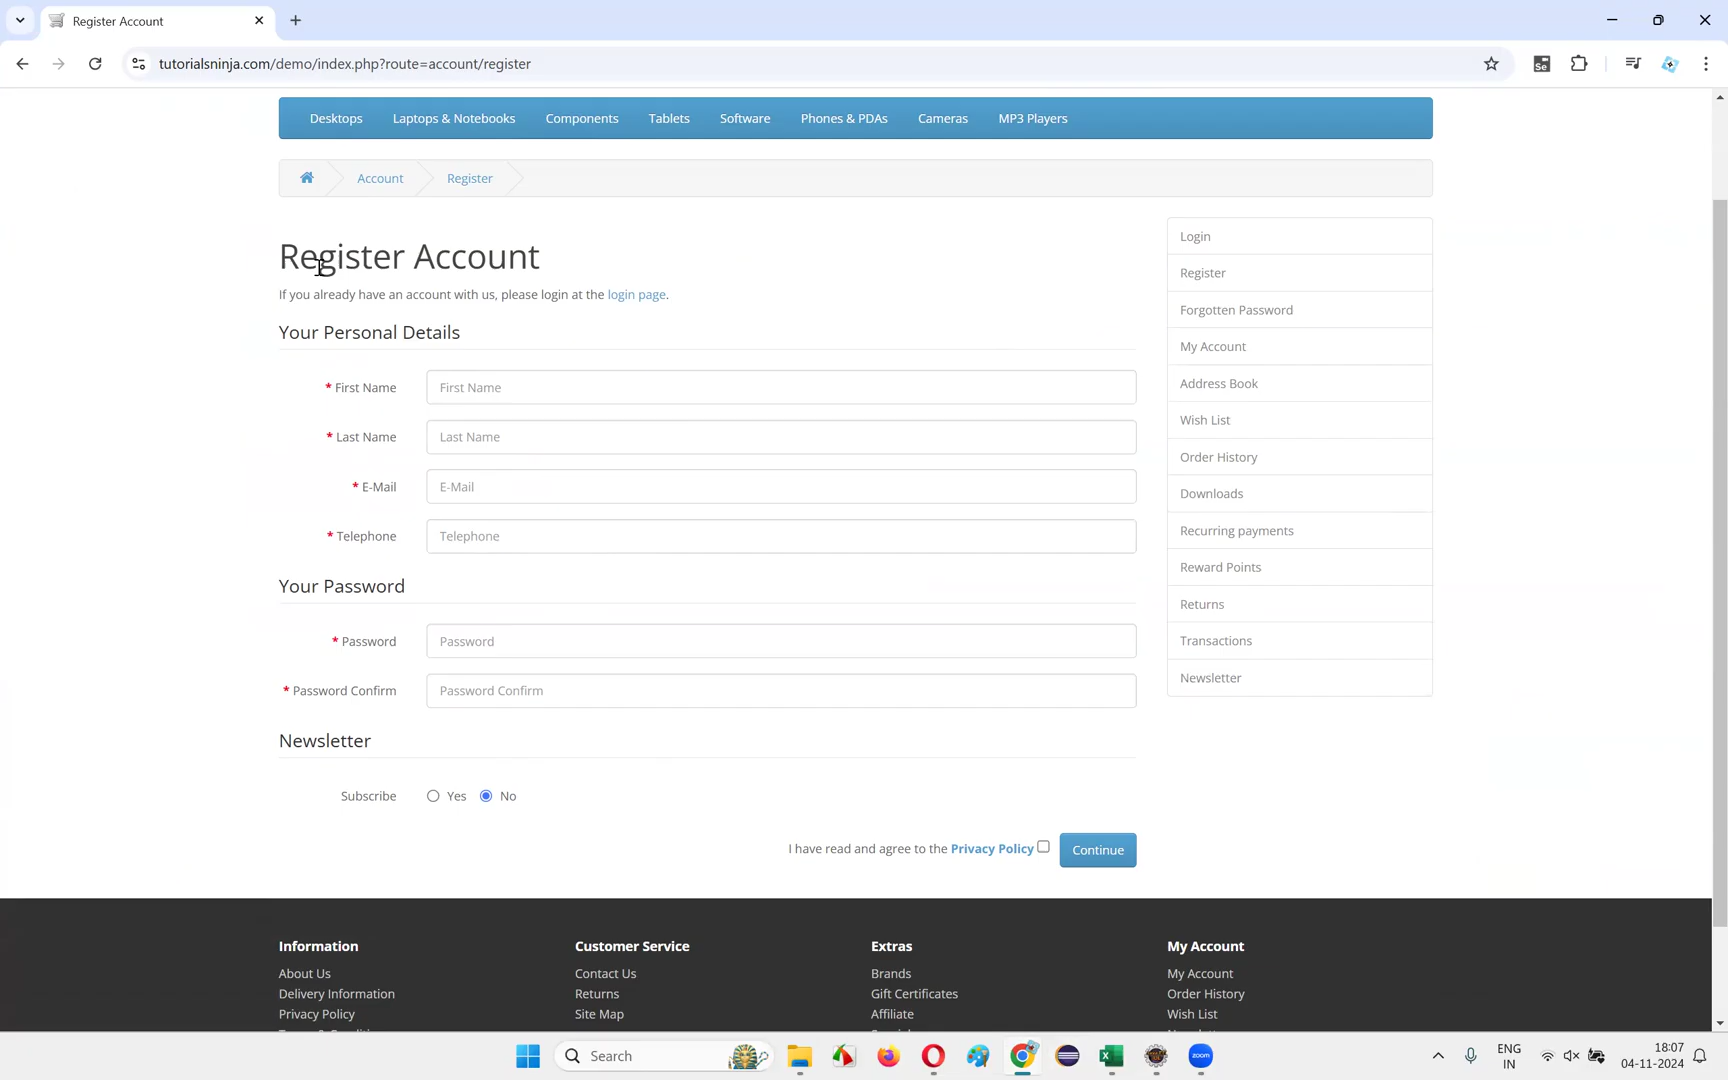 Register Account
tutorialsninja.com/demo/index.php?route=account/register
Se
Desktops Laptops & Notebooks Components Tablets Software Phones & PDAs Cameras MP3 Players
Account Register
Register Account
If you already have an account with us, please login at the login page.
Your Personal Details
* First Name First Name
* Last Name Last Name
* E-Mail E-Mail
* Telephone Telephone
Your Password
* Password Password
* Password Confirm Password Confirm
Newsletter
Subscribe Yes No
I have read and agree to the Privacy Policy Continue
Login
Register
Forgotten Password
My Account
Address Book
Wish List
Order History
Downloads
Recurring payments
Reward Points
Returns
Transactions
Newsletter
Information
About Us
Delivery Information
Privacy Policy
Customer Service
Contact Us
Returns
Site Map
Extras
Brands
Gift Certificates
Affiliate
My Account
My Account
Order History
Wish List
Search
zoom
ENG
IN
18:07
04-11-2024